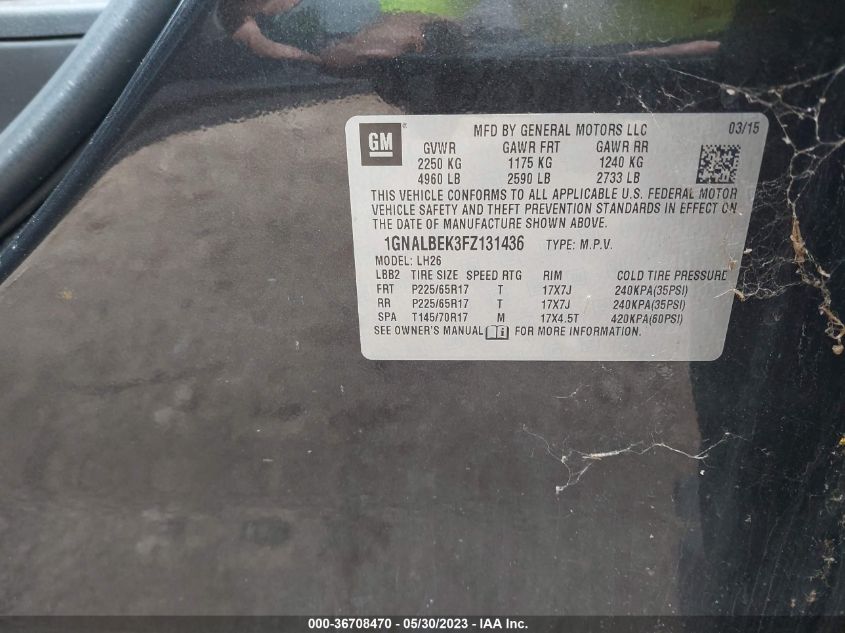 GM
MFD BY GENERAL MOTORS LLC 03/15
GVWR GAWR FRT GAWR RR
2250 KG 1175 KG 1240 KG
4960 LB 2590 LB 2733 LB
THIS VEHICLE CONFORMS TO ALL APPLICABLE U.S. FEDERAL MOTOR
VEHICLE SAFETY AND THEFT PREVENTION STANDARDS IN EFFECT ON
THE DATE OF MANUFACTURE SHOWN ABOVE.
1GNALBEK3FZ131436 TYPE: M.P.V.
MODEL: LH26
LBB2 TIRE SIZE SPEED RTG RIM COLD TIRE PRESSURE
FRT P225/65R17 T 17X7J 240KPA(35PSI)
RR P225/65R17 T 17X7J 240KPA(35PSI)
SPA T145/70R17 M 17X4.5T 420KPA(60PSI)
SEE OWNER'S MANUAL i FOR MORE INFORMATION.
000-36708470 - 05/30/2023 - IAA Inc.